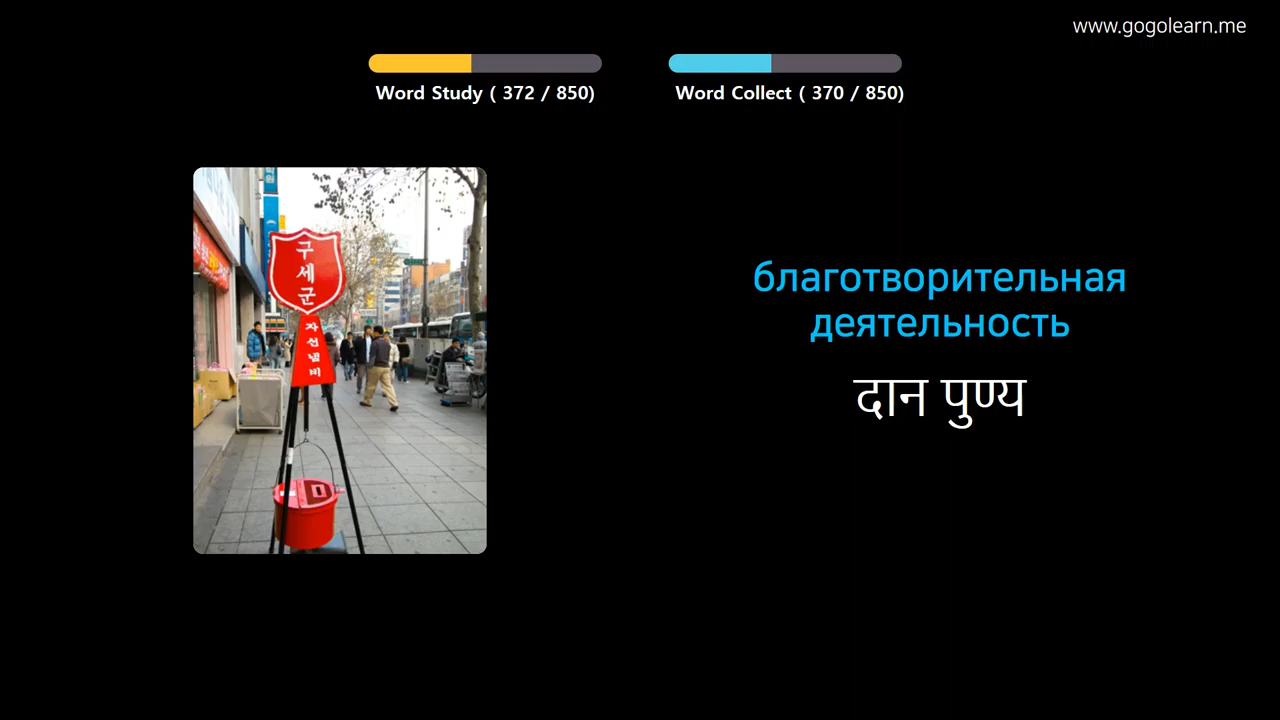 www.gogolearn.me
Word Study ( 372 / 850)
Word Collect ( 370 / 850)
구세군
자선냄비
благотворительная
деятельность
दान पुण्य